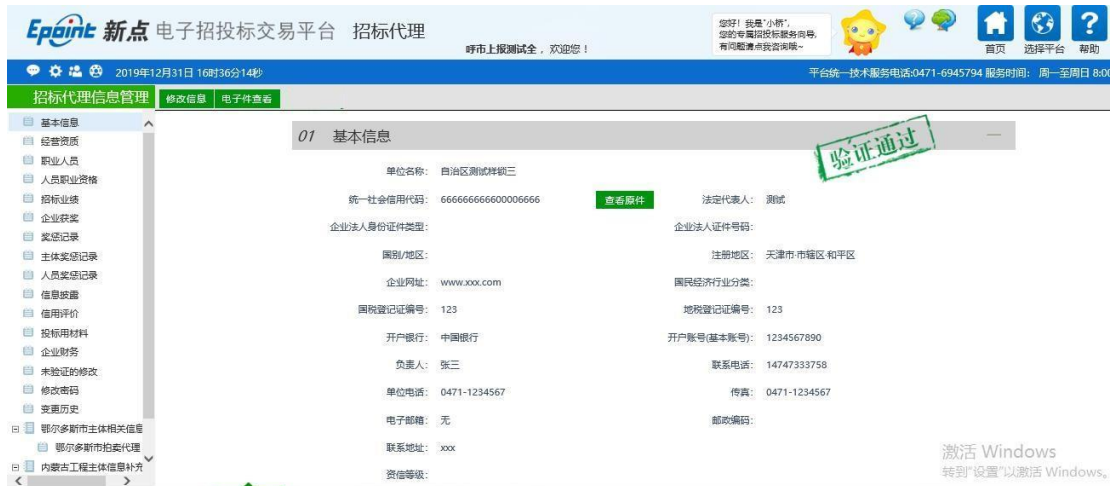 Epoint 新点 电子招投标交易平台 招标代理
呼市上报测试全，欢迎您！
您好！我是"小桥"，
您的专属招投标服务向导，
有问题请点我咨询哦~
首页 选择平台 帮助
2019年12月31日 16时36分14秒
平台统一技术服务电话:0471-6945794 服务时间: 周一至周日 8:00
招标代理信息管理 修改信息 电子件查看
基本信息
经营资质
职业人员
人员职业资格
招标业绩
企业获奖
奖惩记录
主体奖惩记录
人员奖惩记录
信息披露
信用评价
投标用材料
企业财务
未验证的修改
修改密码
变更历史
鄂尔多斯市主体相关信息
鄂尔多斯市拍卖代理
内蒙古工程主体信息补充
01 基本信息
验证通过
单位名称: 自治区测试样锁三
统一社会信用代码: 666666666600006666 查看原件 法定代表人: 测试
企业法人身份证件类型: 企业法人证件号码:
国别/地区: 注册地区: 天津市·市辖区·和平区
企业网址: www.xxx.com 国民经济行业分类:
国税登记证编号: 123 地税登记证编号: 123
开户银行: 中国银行 开户账号(基本账号): 1234567890
负责人: 张三 联系电话: 14747333758
单位电话: 0471-1234567 传真: 0471-1234567
电子邮箱: 无 邮政编码:
联系地址: xxx
资信等级:
激活 Windows
转到"设置"以激活 Windows。